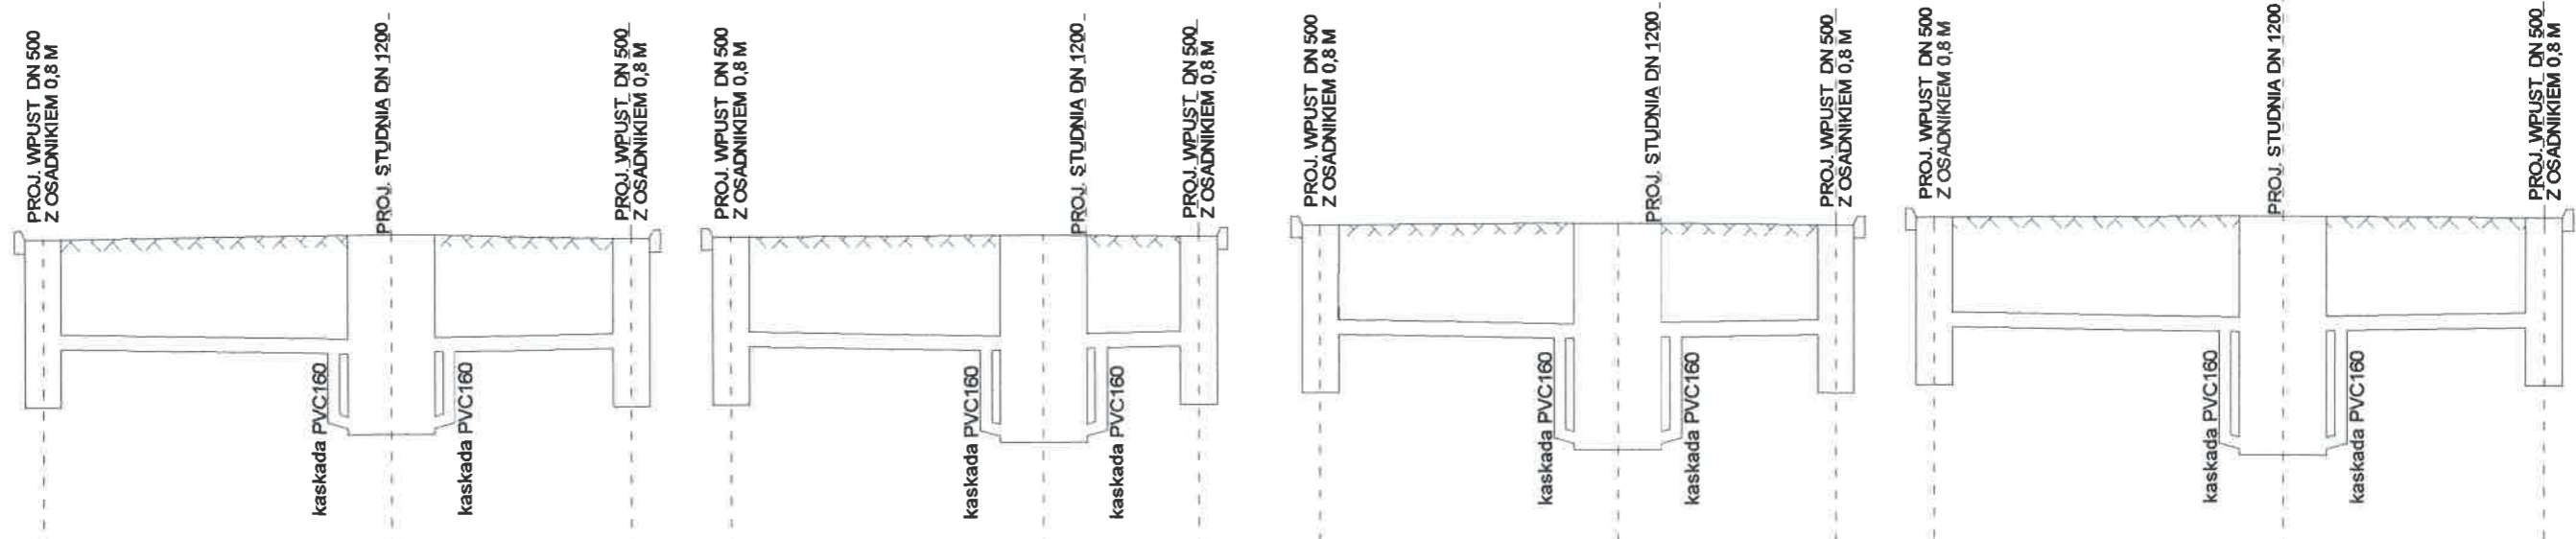 PROJ. WPUST DN 500
Z OSADNIKIEM 0,8 M
PROJ. STUDNIA DN 1200
PROJ. WPUST DN 500
Z OSADNIKIEM 0,8 M
kaskada PVC160
kaskada PVC160
PROJ. WPUST DN 500
Z OSADNIKIEM 0,8 M
PROJ. STUDNIA DN 1200
PROJ. WPUST DN 500
Z OSADNIKIEM 0,8 M
kaskada PVC160
kaskada PVC160
PROJ. WPUST DN 500
Z OSADNIKIEM 0,8 M
PROJ. STUDNIA DN 1200
PROJ. WPUST DN 500
Z OSADNIKIEM 0,8 M
kaskada PVC160
kaskada PVC160
PROJ. WPUST DN 500
Z OSADNIKIEM 0,8 M
PROJ. STUDNIA DN 1200
PROJ. WPUST DN 500
Z OSADNIKIEM 0,8 M
kaskada PVC160
kaskada PVC160